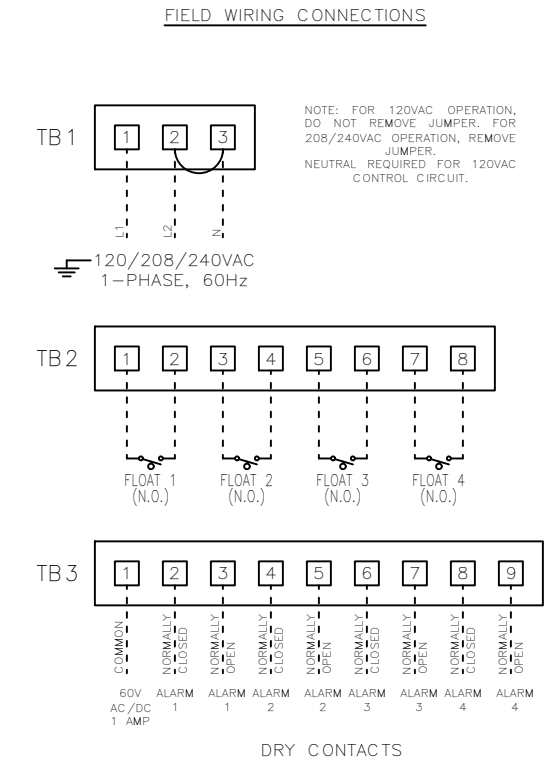 FIELD WIRING CONNECTIONS
NOTE: FOR 120VAC OPERATION,
DO NOT REMOVE JUMPER. FOR
208/240VAC OPERATION, REMOVE
JUMPER.
NEUTRAL REQUIRED FOR 120VAC
CONTROL CIRCUIT.
TB1
1 2 3
L1 L2 N
120/208/240VAC
1-PHASE, 60Hz
TB2
1 2 3 4 5 6 7 8
FLOAT 1 FLOAT 2 FLOAT 3 FLOAT 4
(N.O.) (N.O.) (N.O.) (N.O.)
TB3
1 2 3 4 5 6 7 8 9
COMMON
NORMALLY
CLOSED
NORMALLY
OPEN
NORMALLY
CLOSED
NORMALLY
OPEN
NORMALLY
CLOSED
NORMALLY
OPEN
NORMALLY
CLOSED
NORMALLY
OPEN
60V ALARM ALARM ALARM ALARM ALARM ALARM ALARM ALARM
AC/DC 1 1 2 2 3 3 4 4
1 AMP
DRY CONTACTS